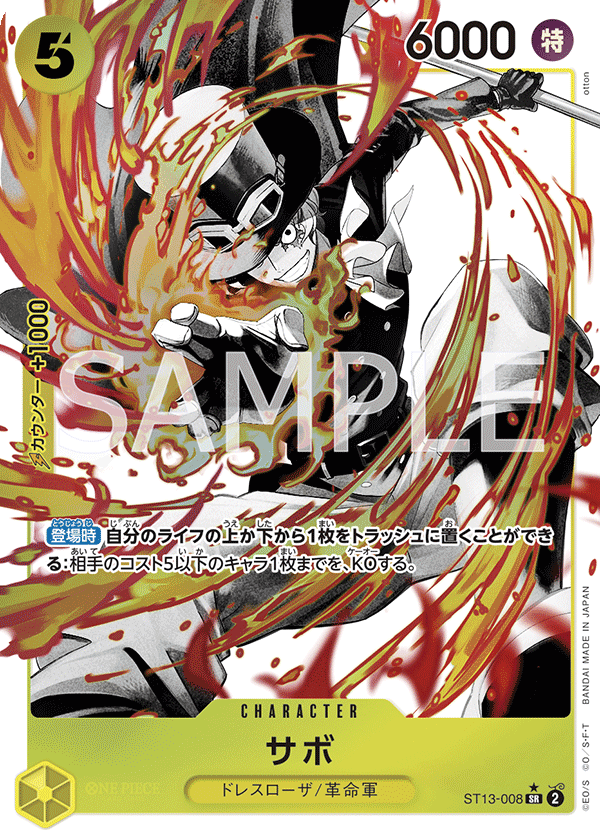 5
6000 特
otton
カウンター +1000
SAMPLE
登場時 自分のライフの上か下から1枚をトラッシュに置くことができ
る:相手のコスト5以下のキャラ1枚までを、KOする。
CHARACTER
サボ
ドレスローザ/革命軍
ONE PIECE
ST13-008 SR 2
©E/O/S ©O/S・F・T BANDAI MADE IN JAPAN